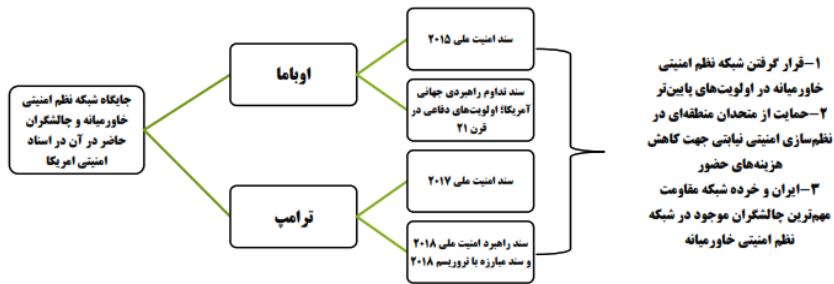 جایگاه شبکه نظم امنیتی
خاورمیانه و چالشگران
حاضر در آن در اسناد
امنیتی امریکا
اوباما
سند امنیت ملی ۲۰۱۵
سند تداوم راهبردی جهانی
آمریکا؛ اولویت‌های دفاعی در
قرن ۲۱
ترامپ
سند امنیت ملی ۲۰۱۷
سند راهبرد امنیت ملی ۲۰۱۸
و سند مبارزه با تروریسم ۲۰۱۸
۱-قرار گرفتن شبکه نظم امنیتی
خاورمیانه در اولویت‌های پایین‌تر
۲-حمایت از متحدان منطقه‌ای در
نظم‌سازی امنیتی نیابتی جهت کاهش
هزینه‌های حضور
۳-ایران و خرده شبکه مقاومت
مهم‌ترین چالشگران موجود در شبکه
نظم امنیتی خاورمیانه